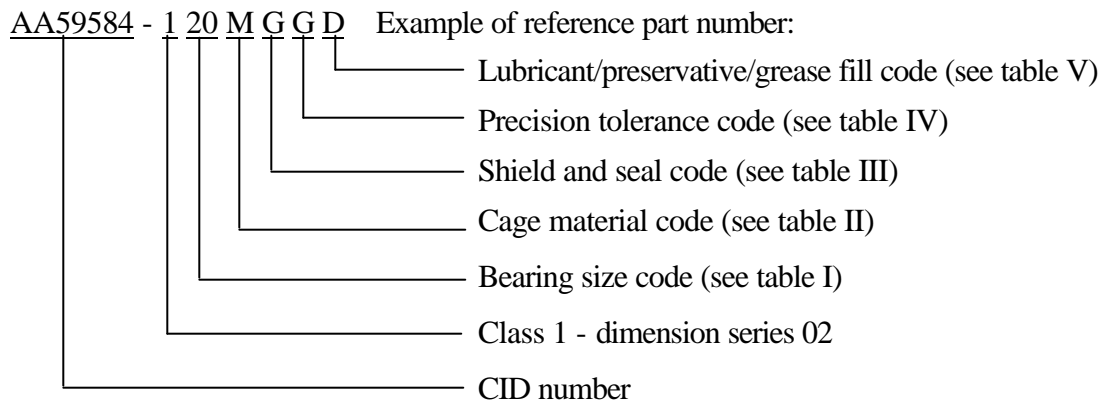 AA59584 - 1 20 M G G D Example of reference part number:
Lubricant/preservative/grease fill code (see table V)
Precision tolerance code (see table IV)
Shield and seal code (see table III)
Cage material code (see table II)
Bearing size code (see table I)
Class 1 - dimension series 02
CID number